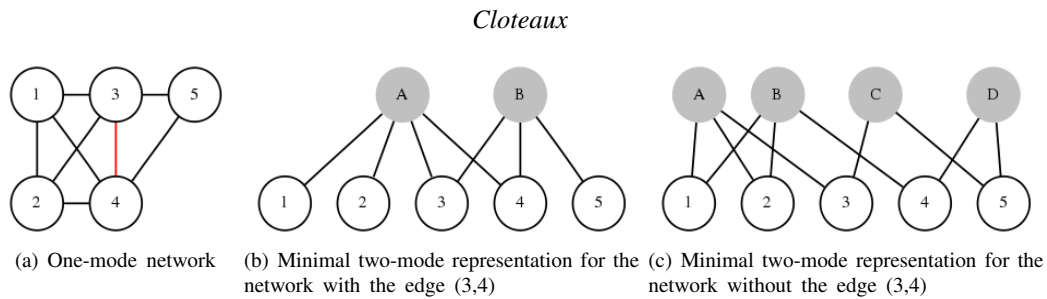 Cloteaux
1 3 5
2 4
A B
1 2 3 4 5
A B C D
1 2 3 4 5
(a) One-mode network
(b) Minimal two-mode representation for the
network with the edge (3,4)
(c) Minimal two-mode representation for the
network without the edge (3,4)